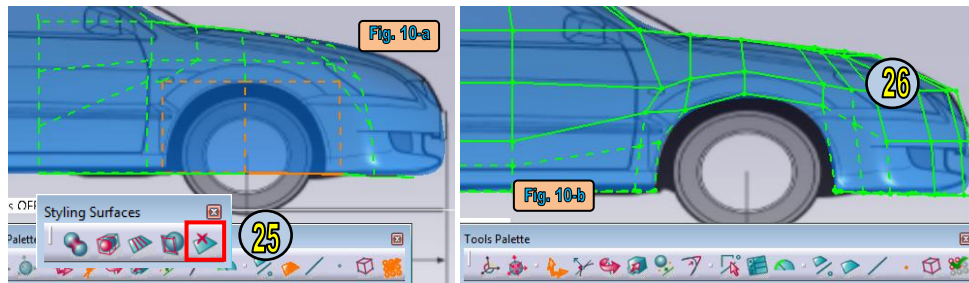 Fig. 10-a
26
Fig. 10-b
s OFF
Styling Surfaces
25
Palette
Tools Palette